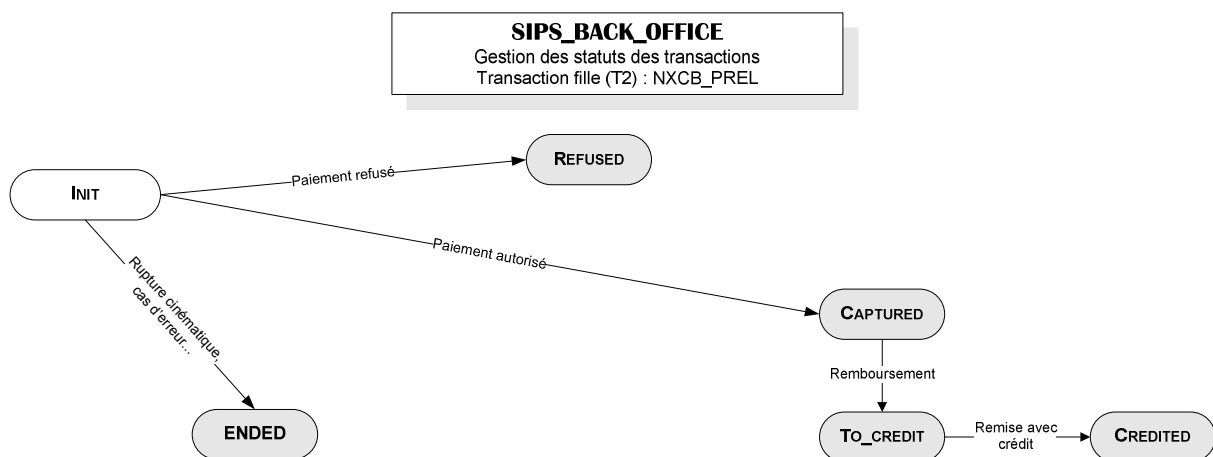 SIPS_BACK_OFFICE
Gestion des statuts des transactions
Transaction fille (T2) : NXCB_PREL
REFUSED
Paiement refusé
INIT
Paiement autorisé
Rupture cinématique,
cas d'erreur...
CAPTURED
Remboursement
ENDED
TO_CREDIT
Remise avec
crédit
CREDITED